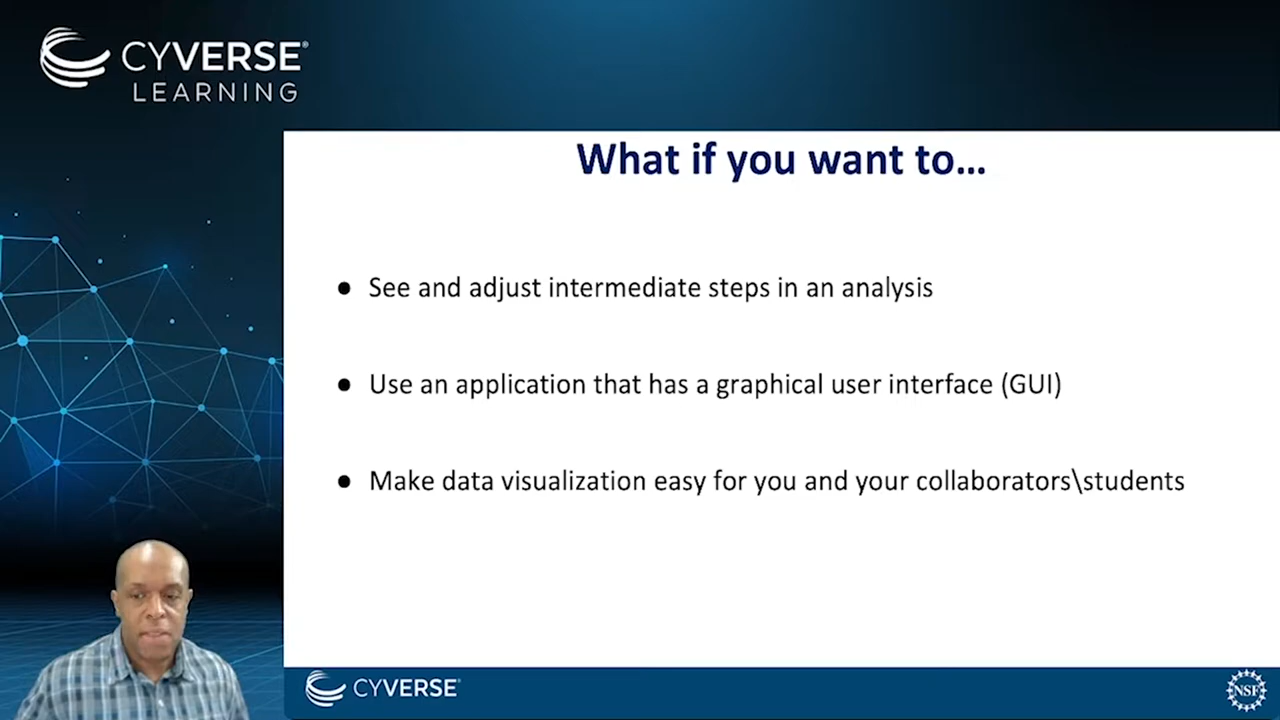 CYVERSE®
LEARNING
What if you want to...
● See and adjust intermediate steps in an analysis
● Use an application that has a graphical user interface (GUI)
● Make data visualization easy for you and your collaborators\students
CYVERSE®
NSF